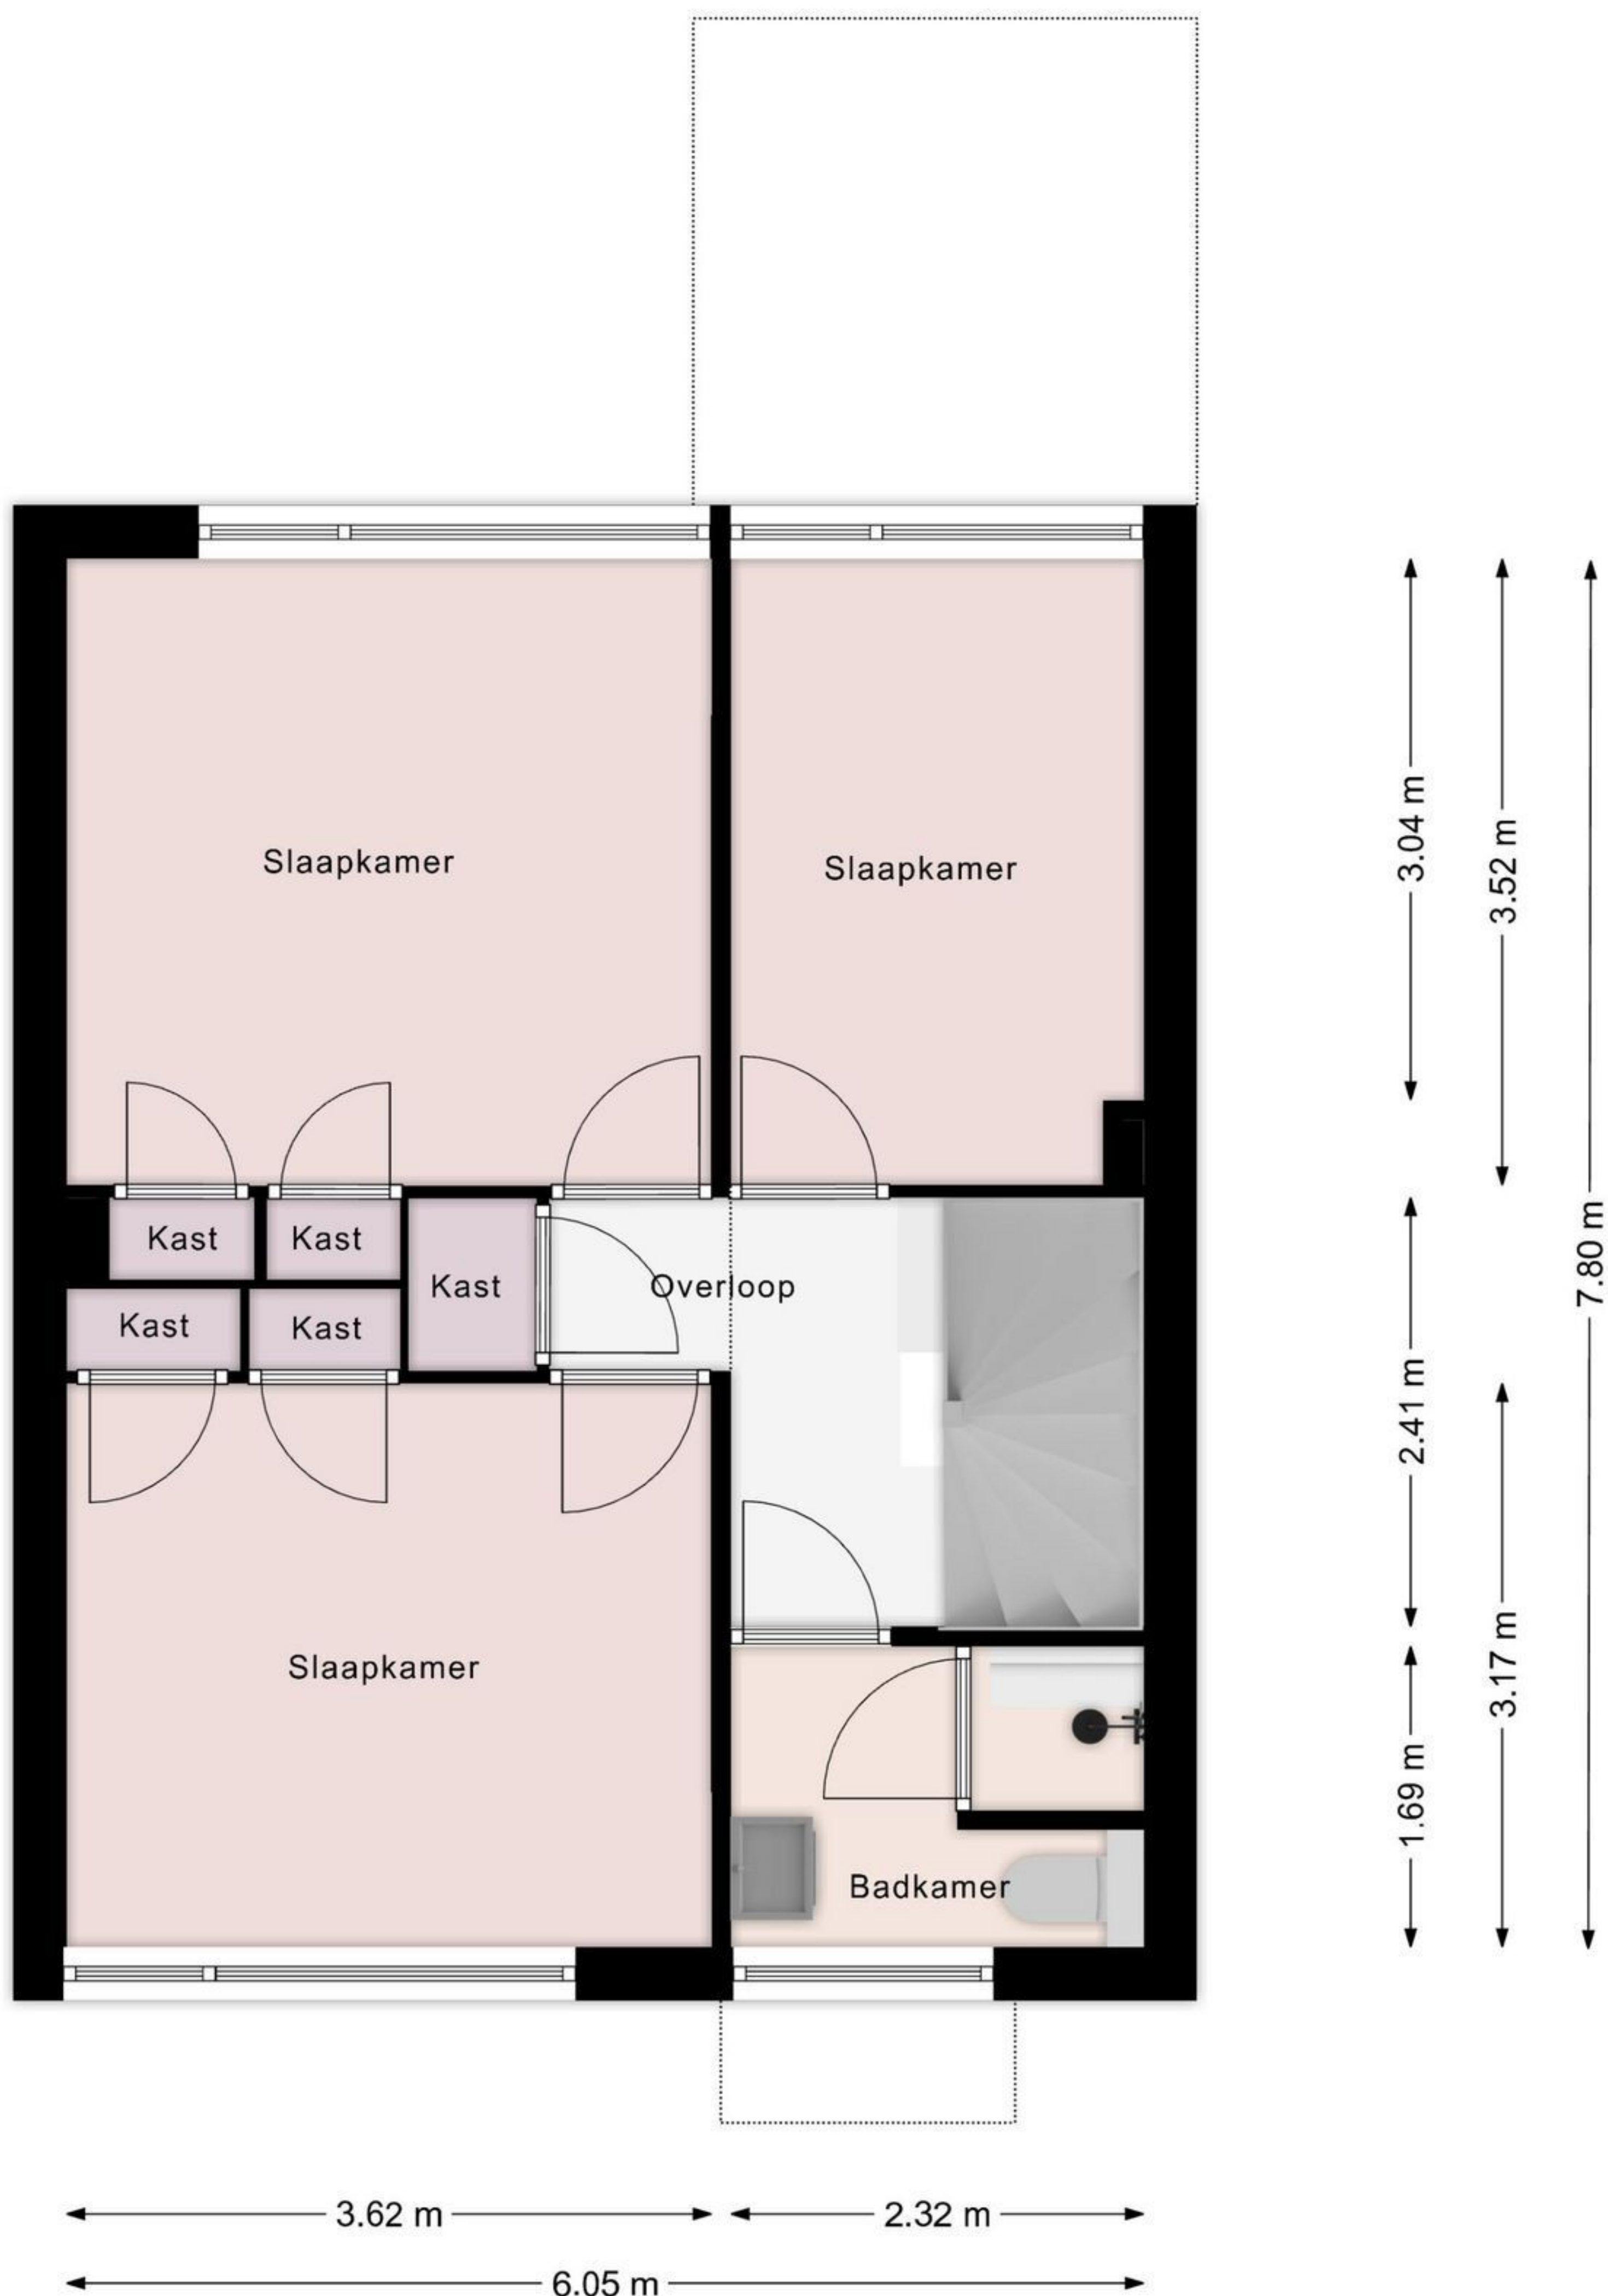 Slaapkamer
Slaapkamer
3.04 m
3.52 m
7.80 m
Kast
Kast
Kast
Overloop
Kast
Kast
2.41 m
Slaapkamer
3.17 m
1.69 m
Badkamer
3.62 m
2.32 m
6.05 m